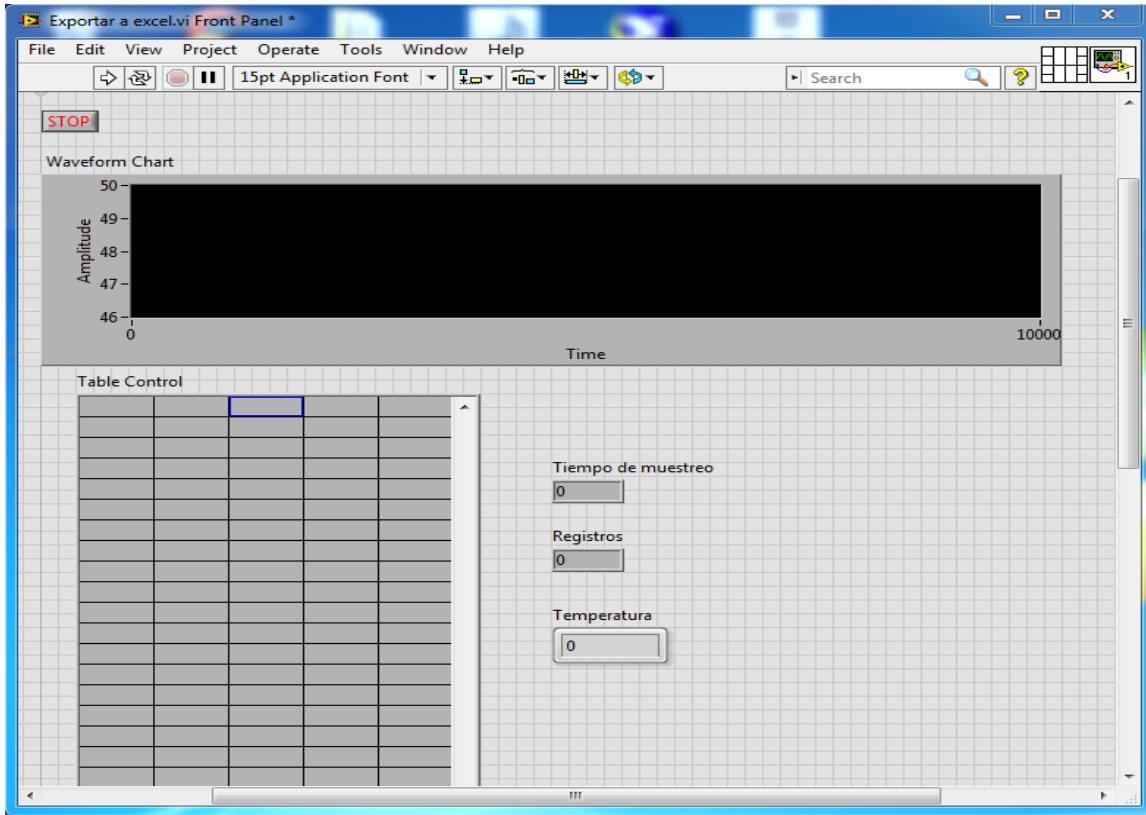 Exportar a excel.vi Front Panel *
File Edit View Project Operate Tools Window Help
15pt Application Font Search ? 1
STOP
Waveform Chart
50
49
48
47
46
Amplitude
0 10000
Time
Table Control
Tiempo de muestreo
0
Registros
0
Temperatura
0